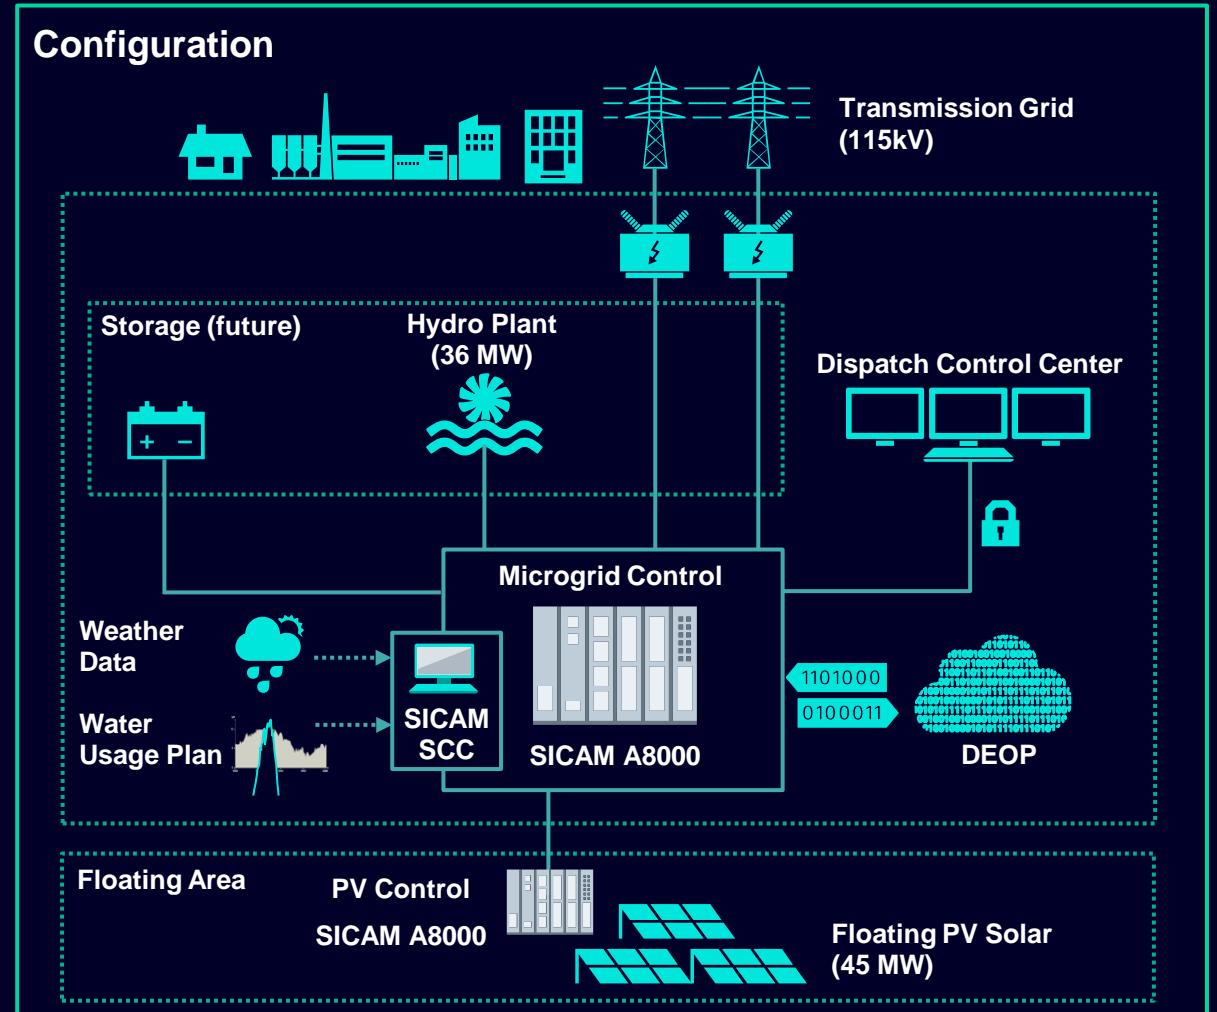 Configuration
Transmission Grid
(115kV)
Storage (future)
Hydro Plant
(36 MW)
Dispatch Control Center
+ −
Microgrid Control
Weather
Data
1101000
0100011
Water
Usage Plan
SICAM
SCC
SICAM A8000
DEOP
Floating Area
PV Control
SICAM A8000
Floating PV Solar
(45 MW)